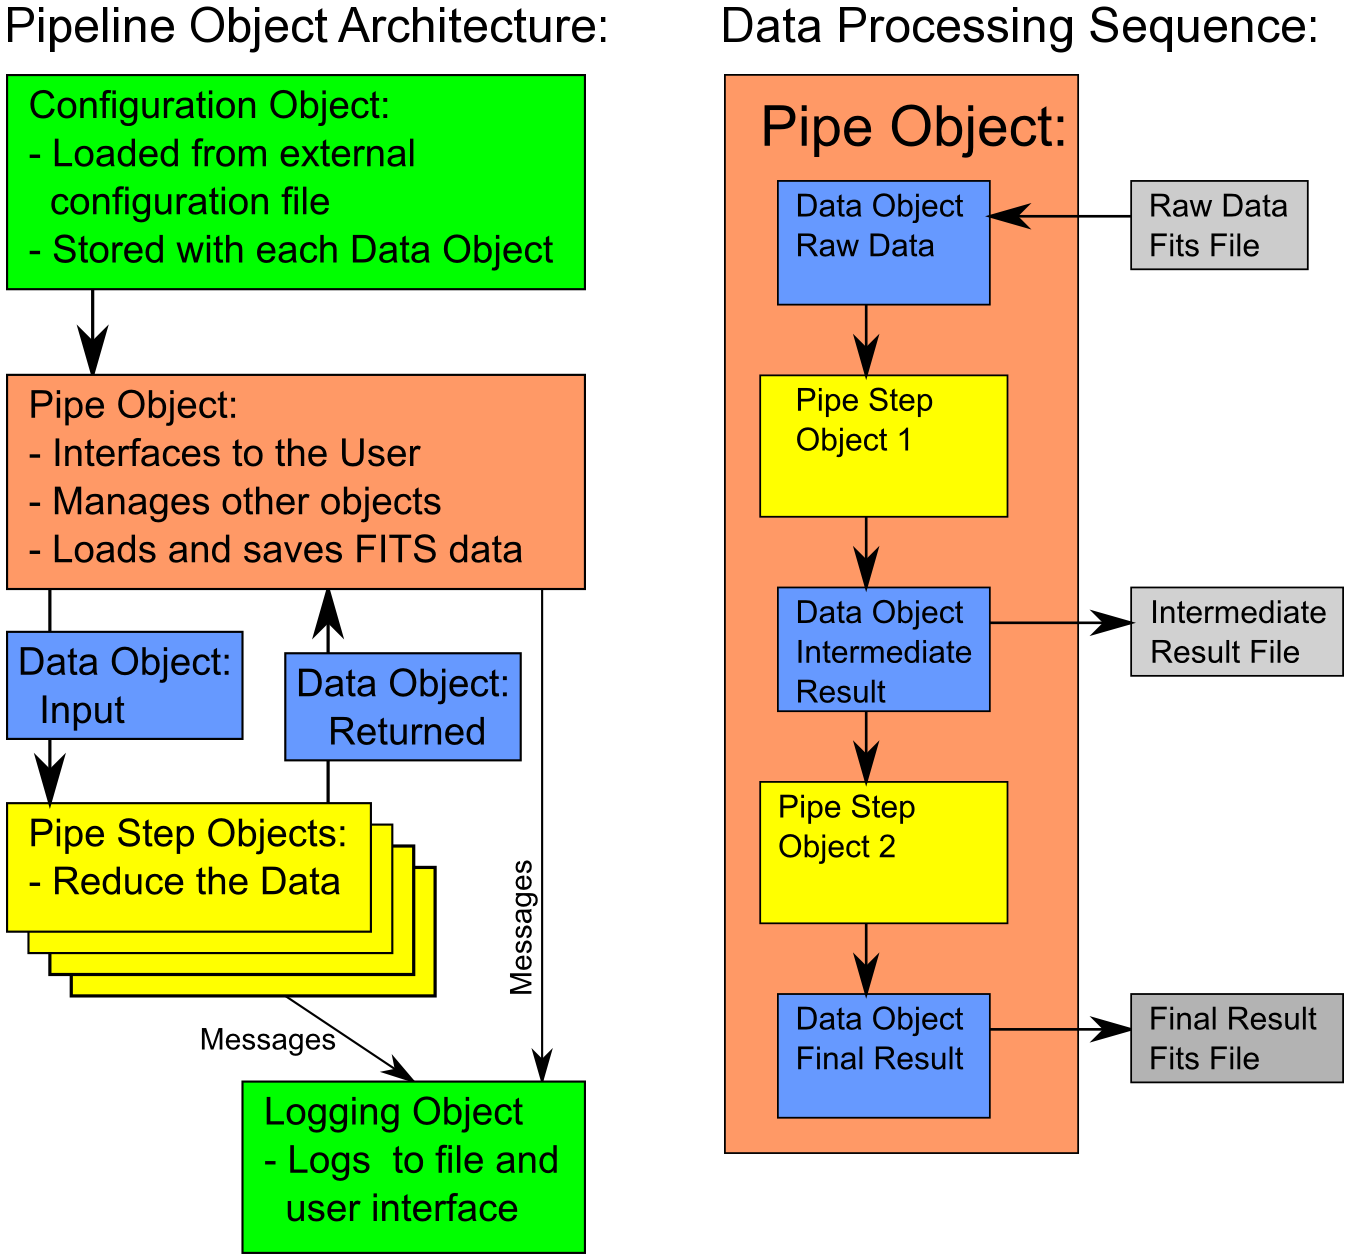 Pipeline Object Architecture:
Configuration Object:
- Loaded from external
configuration file
- Stored with each Data Object
Pipe Object:
- Interfaces to the User
- Manages other objects
- Loads and saves FITS data
Data Object:
Input
Data Object:
Returned
Pipe Step Objects:
- Reduce the Data
Messages
Messages
Logging Object
- Logs  to file and
user interface
Data Processing Sequence:
Pipe Object:
Data Object
Raw Data
Raw Data
Fits File
Pipe Step
Object 1
Data Object
Intermediate
Result
Intermediate
Result File
Pipe Step
Object 2
Data Object
Final Result
Final Result
Fits File